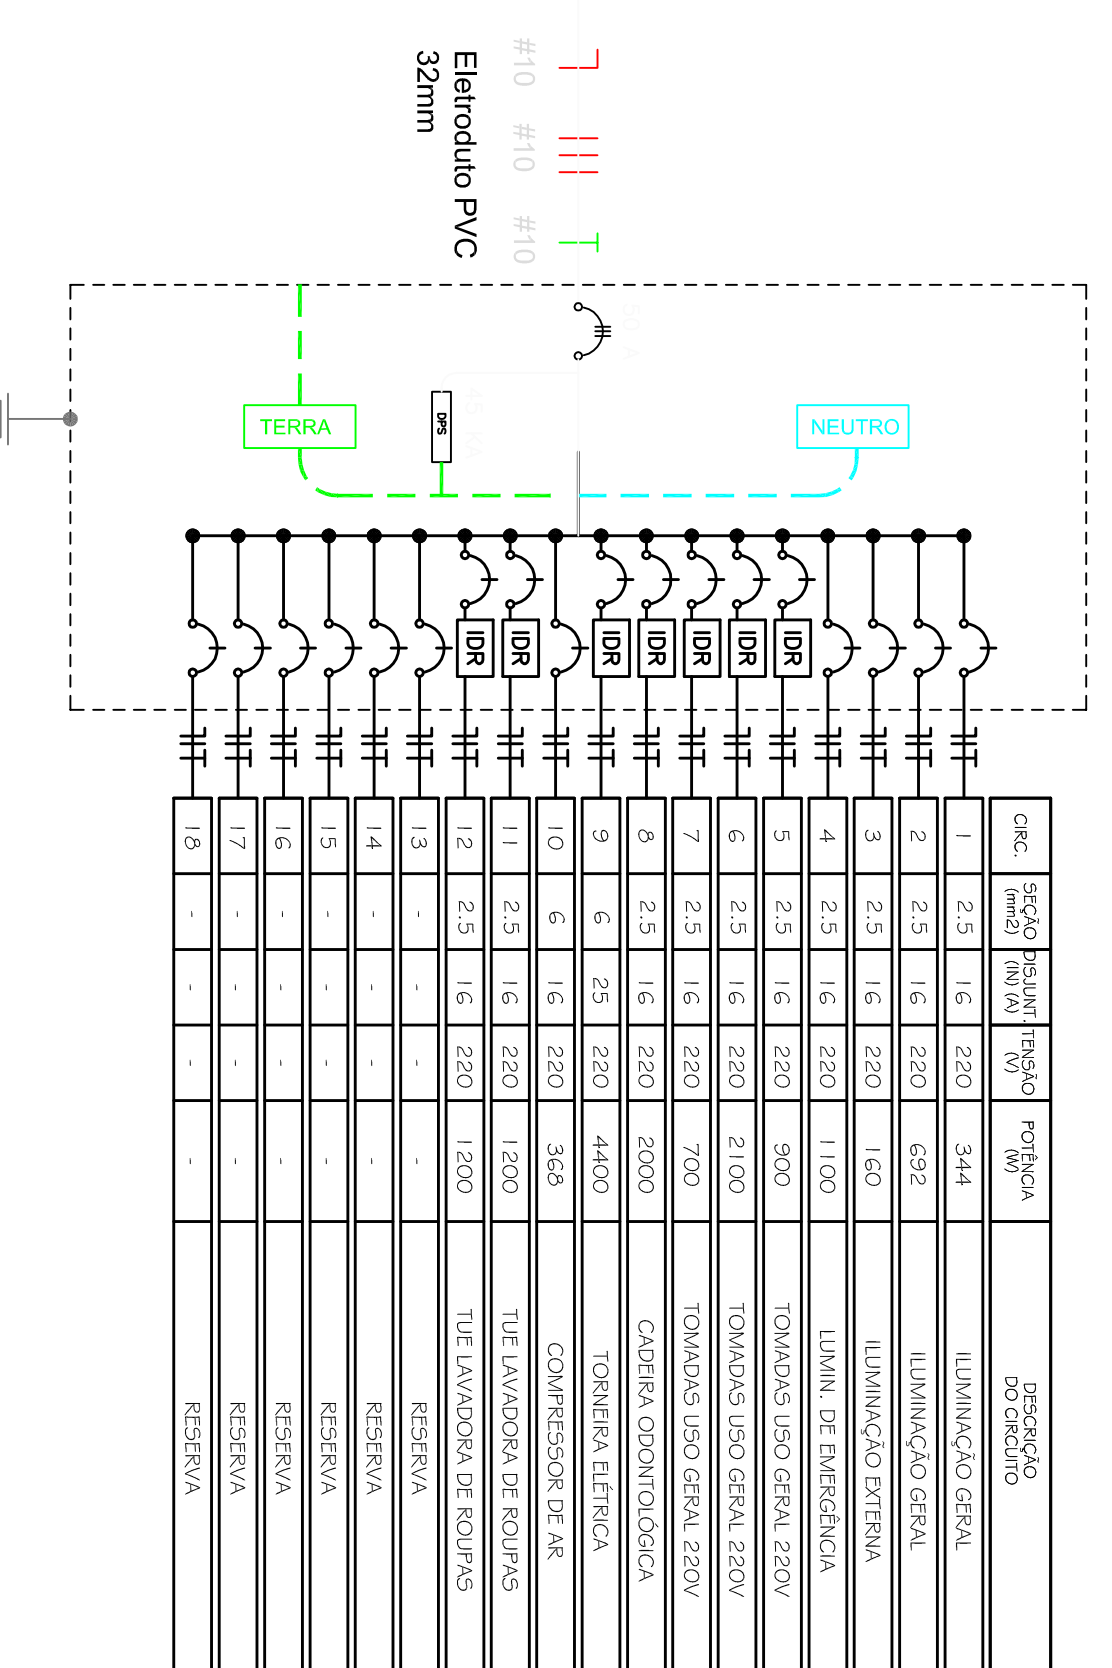 #10
#10
#10
Eletroduto PVC
32mm
50 A
45 KA
DPS
TERRA
NEUTRO
IDR
IDR
IDR
IDR
IDR
IDR
IDR
CIRC. SEÇÃO (mm2) DISJUNT. (IN) (A) TENSÃO (V) POTÊNCIA (W) DESCRIÇÃO DO CIRCUITO
1 2.5 16 220 344 ILUMINAÇÃO GERAL
2 2.5 16 220 692 ILUMINAÇÃO GERAL
3 2.5 16 220 160 ILUMINAÇÃO EXTERNA
4 2.5 16 220 1100 LUMIN. DE EMERGÊNCIA
5 2.5 16 220 900 TOMADAS USO GERAL 220V
6 2.5 16 220 2100 TOMADAS USO GERAL 220V
7 2.5 16 220 700 TOMADAS USO GERAL 220V
8 2.5 16 220 2000 CADEIRA ODONTOLÓGICA
9 6 25 220 4400 TORNEIRA ELÉTRICA
10 6 16 220 368 COMPRESSOR DE AR
11 2.5 16 220 1200 TUE LAVADORA DE ROUPAS
12 2.5 16 220 1200 TUE LAVADORA DE ROUPAS
13 - - - - RESERVA
14 - - - - RESERVA
15 - - - - RESERVA
16 - - - - RESERVA
17 - - - - RESERVA
18 - - - - RESERVA